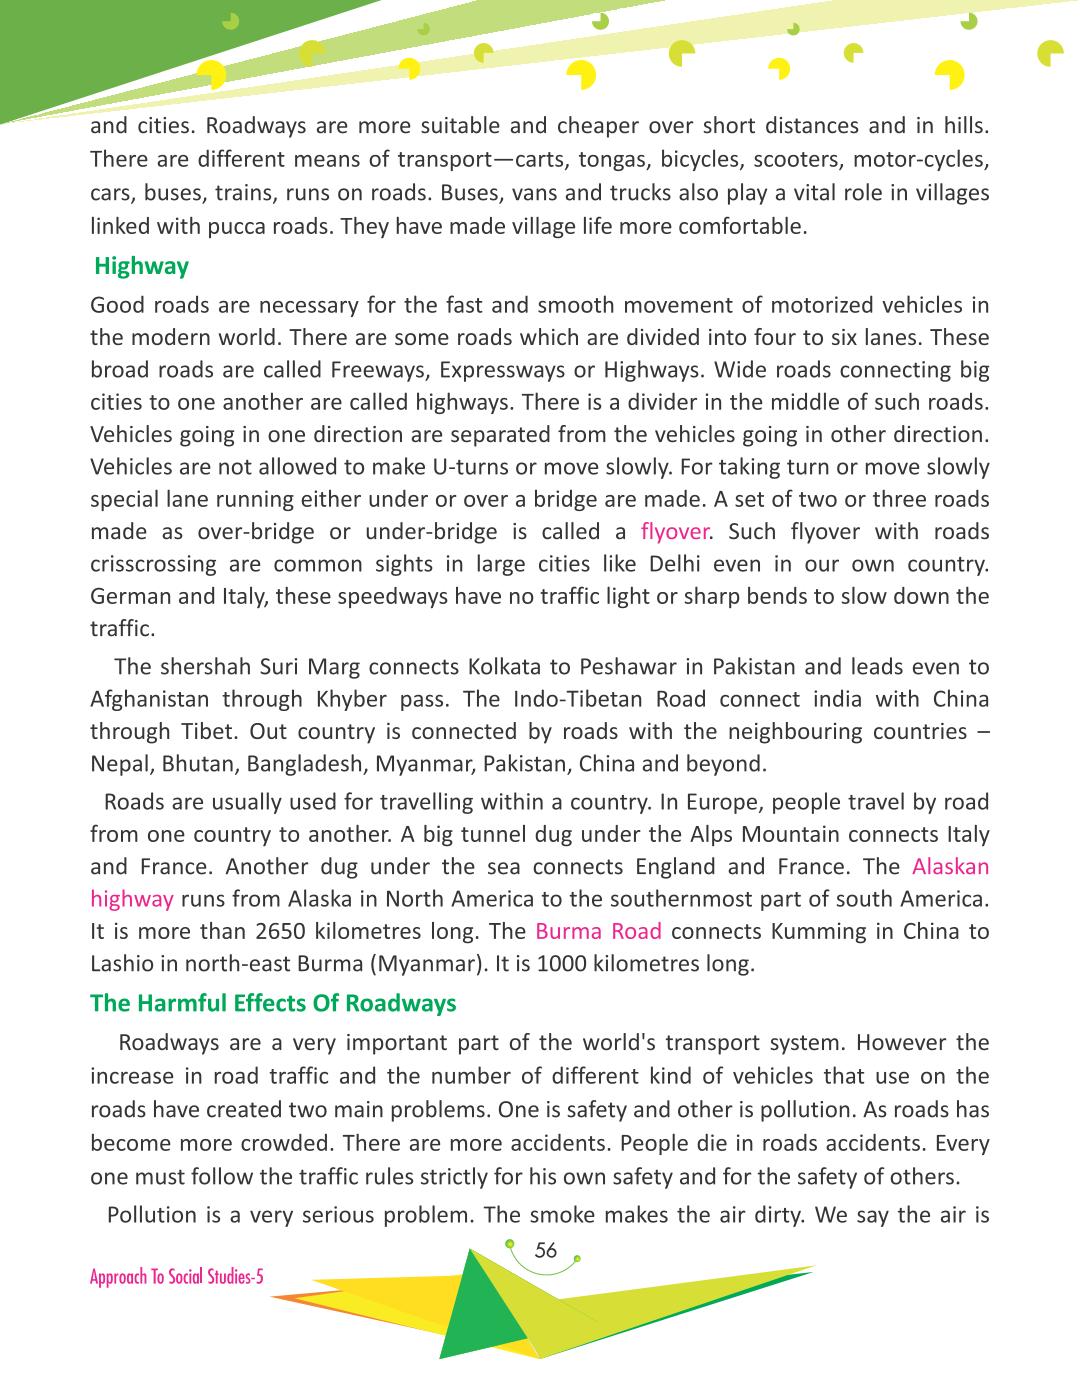 and cities. Roadways are more suitable and cheaper over short distances and in hills.
There are different means of transport—carts, tongas, bicycles, scooters, motor-cycles,
cars, buses, trains, runs on roads. Buses, vans and trucks also play a vital role in villages
linked with pucca roads. They have made village life more comfortable.
Highway
Good roads are necessary for the fast and smooth movement of motorized vehicles in
the modern world. There are some roads which are divided into four to six lanes. These
broad roads are called Freeways, Expressways or Highways. Wide roads connecting big
cities to one another are called highways. There is a divider in the middle of such roads.
Vehicles going in one direction are separated from the vehicles going in other direction.
Vehicles are not allowed to make U-turns or move slowly. For taking turn or move slowly
special lane running either under or over a bridge are made. A set of two or three roads
made as over-bridge or under-bridge is called a flyover. Such flyover with roads
crisscrossing are common sights in large cities like Delhi even in our own country.
German and Italy, these speedways have no traffic light or sharp bends to slow down the
traffic.
The shershah Suri Marg connects Kolkata to Peshawar in Pakistan and leads even to
Afghanistan through Khyber pass. The Indo-Tibetan Road connect india with China
through Tibet. Out country is connected by roads with the neighbouring countries –
Nepal, Bhutan, Bangladesh, Myanmar, Pakistan, China and beyond.
Roads are usually used for travelling within a country. In Europe, people travel by road
from one country to another. A big tunnel dug under the Alps Mountain connects Italy
and France. Another dug under the sea connects England and France. The Alaskan
highway runs from Alaska in North America to the southernmost part of south America.
It is more than 2650 kilometres long. The Burma Road connects Kumming in China to
Lashio in north-east Burma (Myanmar). It is 1000 kilometres long.
The Harmful Effects Of Roadways
Roadways are a very important part of the world's transport system. However the
increase in road traffic and the number of different kind of vehicles that use on the
roads have created two main problems. One is safety and other is pollution. As roads has
become more crowded. There are more accidents. People die in roads accidents. Every
one must follow the traffic rules strictly for his own safety and for the safety of others.
Pollution is a very serious problem. The smoke makes the air dirty. We say the air is
56
Approach To Social Studies-5